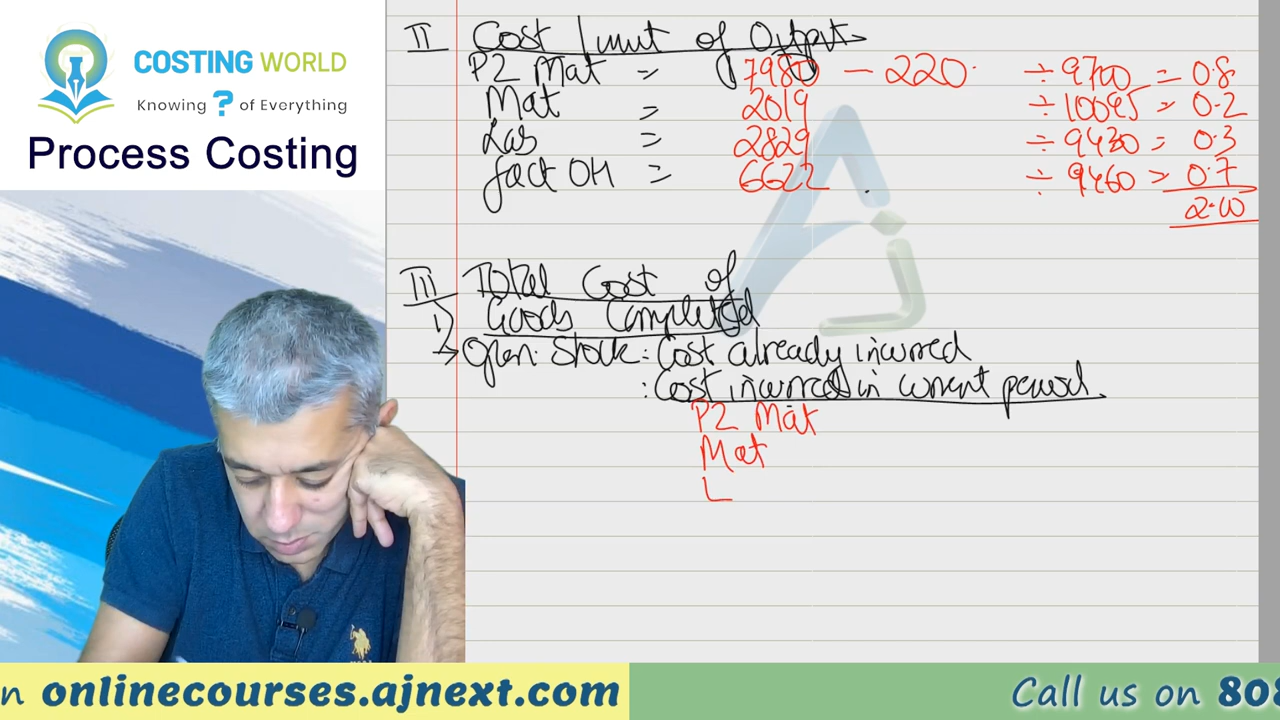 COSTING WORLD
Knowing ? of Everything
Process Costing
II Cost / unit of Output
P2 Mat = 7980 — 220. ÷ 9700 = 0.8
Mat = 2019 ÷ 10095 = 0.2
Lab = 2829 ÷ 9430 = 0.3
fact OH = 6622 ÷ 9460 = 0.7
2.10
III Total Cost of
1) Goods Completed
→ Open. Stock : Cost already incurred
: Cost incurred in current period.
P2 Mat
Mat
L
n onlinecourses.ajnext.com
Call us on 808